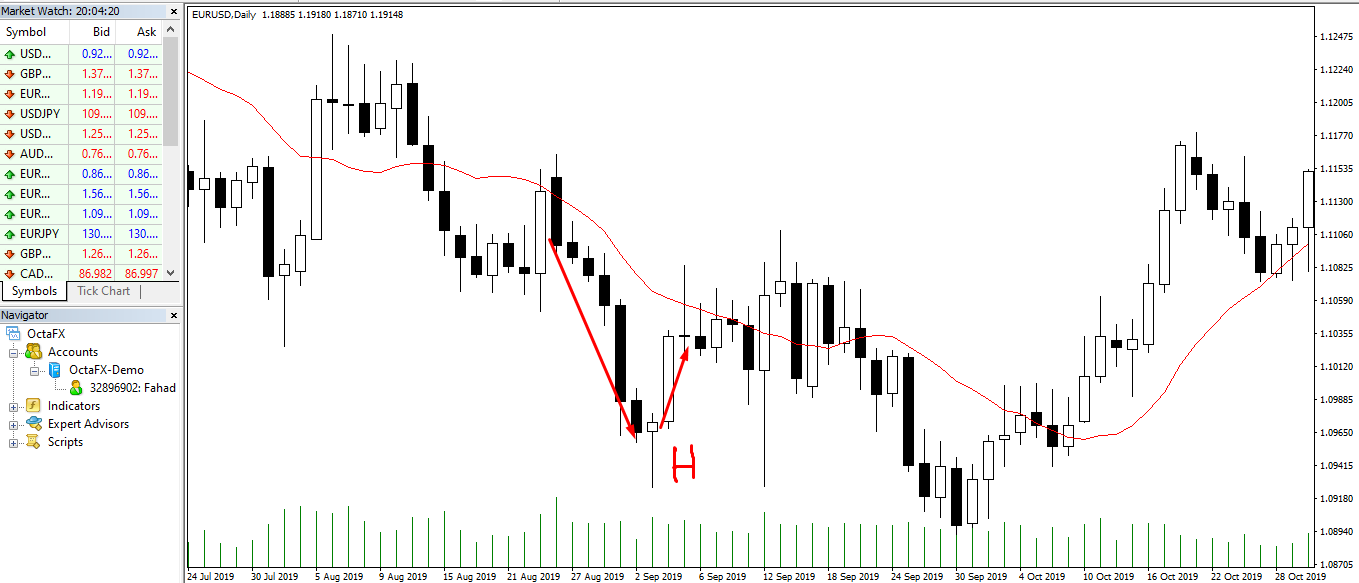 Market Watch: 20:04:20
Symbol Bid Ask
USD... 0.92... 0.92...
GBP... 1.37... 1.37...
EUR... 1.19... 1.19...
USDJPY 109.... 109....
USD... 1.25... 1.25...
AUD... 0.76... 0.76...
EUR... 0.86... 0.86...
EUR... 1.56... 1.56...
EUR... 1.09... 1.09...
EURJPY 130.... 130....
GBP... 1.26... 1.26...
CAD... 86.982 86.997
Symbols Tick Chart
Navigator
OctaFX
Accounts
OctaFX-Demo
32896902: Fahad
Indicators
Expert Advisors
Scripts
EURUSD,Daily 1.18885 1.19180 1.18710 1.19148
H
1.12475
1.12240
1.12005
1.11770
1.11535
1.11300
1.11060
1.10825
1.10590
1.10355
1.10120
1.09885
1.09650
1.09415
1.09180
1.08940
1.08705
24 Jul 2019 30 Jul 2019 5 Aug 2019 9 Aug 2019 15 Aug 2019 21 Aug 2019 27 Aug 2019 2 Sep 2019 6 Sep 2019 12 Sep 2019 18 Sep 2019 24 Sep 2019 30 Sep 2019 4 Oct 2019 10 Oct 2019 16 Oct 2019 22 Oct 2019 28 Oct 2019